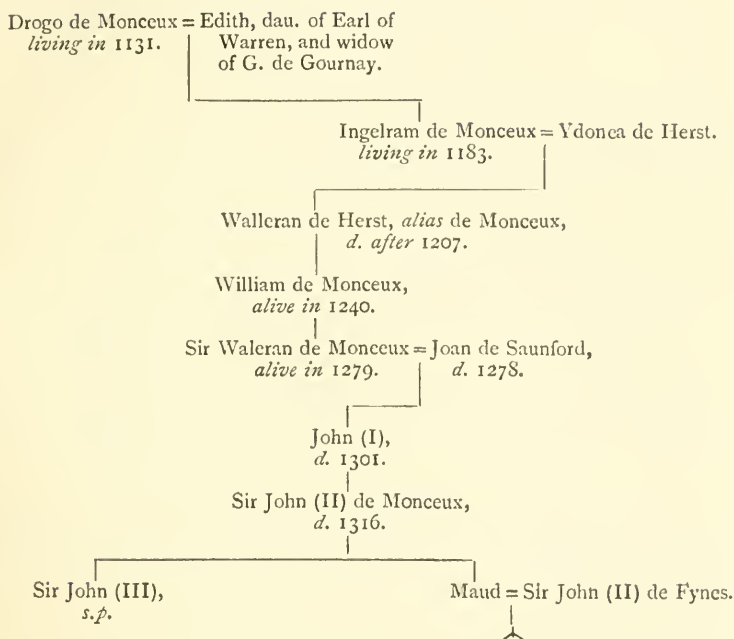 Drogo de Monceux = Edith, dau. of Earl of
living in 1131. Warren, and widow
of G. de Gournay.
Ingelram de Monceux = Ydonea de Herst.
living in 1183.
Walleran de Herst, alias de Monceux,
d. after 1207.
William de Monceux,
alive in 1240.
Sir Waleran de Monceux = Joan de Saunford,
alive in 1279. d. 1278.
John (I),
d. 1301.
Sir John (II) de Monceux,
d. 1316.
Sir John (III), Maud = Sir John (II) de Fynes.
s.p.